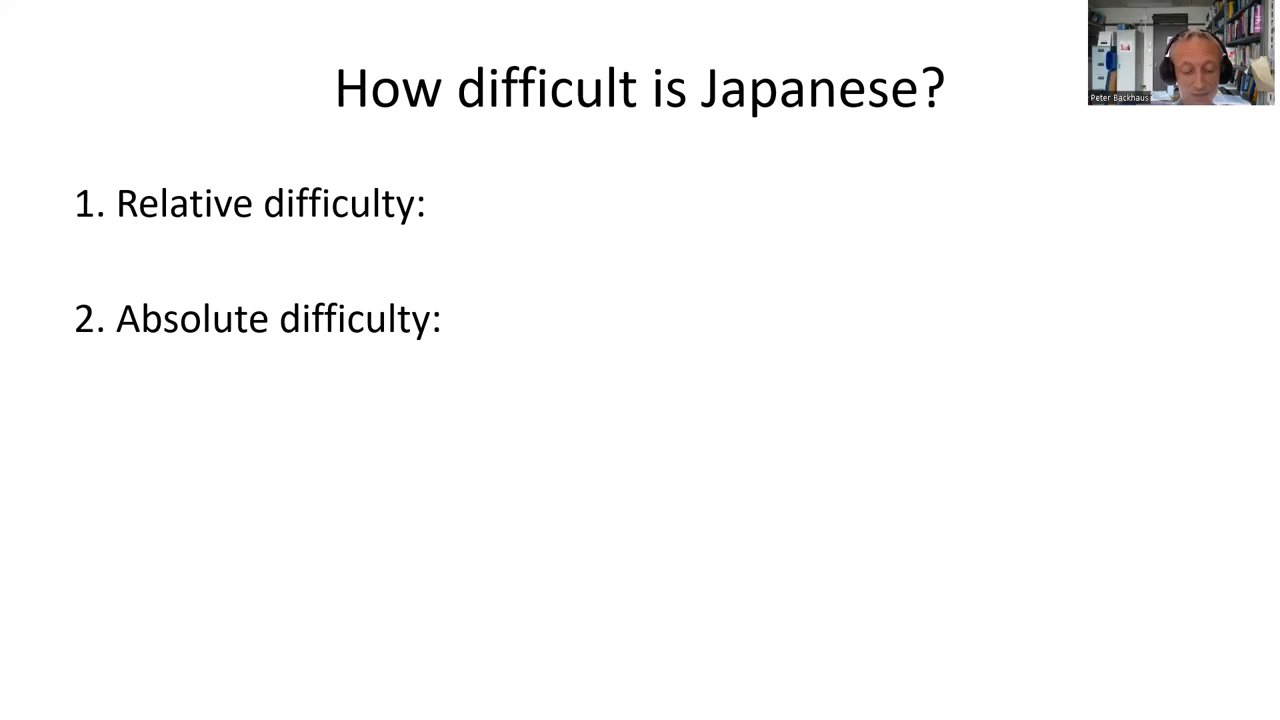 How difficult is Japanese?
Peter Backhaus
1. Relative difficulty:
2. Absolute difficulty: